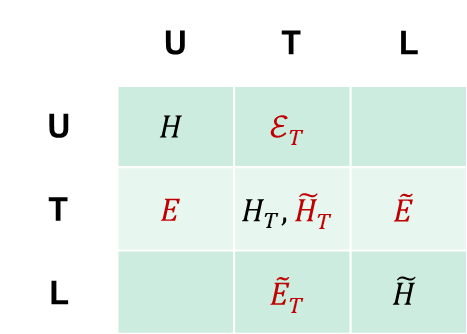 U T L
U H ℰ_T
T E H_T, H̃_T Ẽ
L Ẽ_T H̃